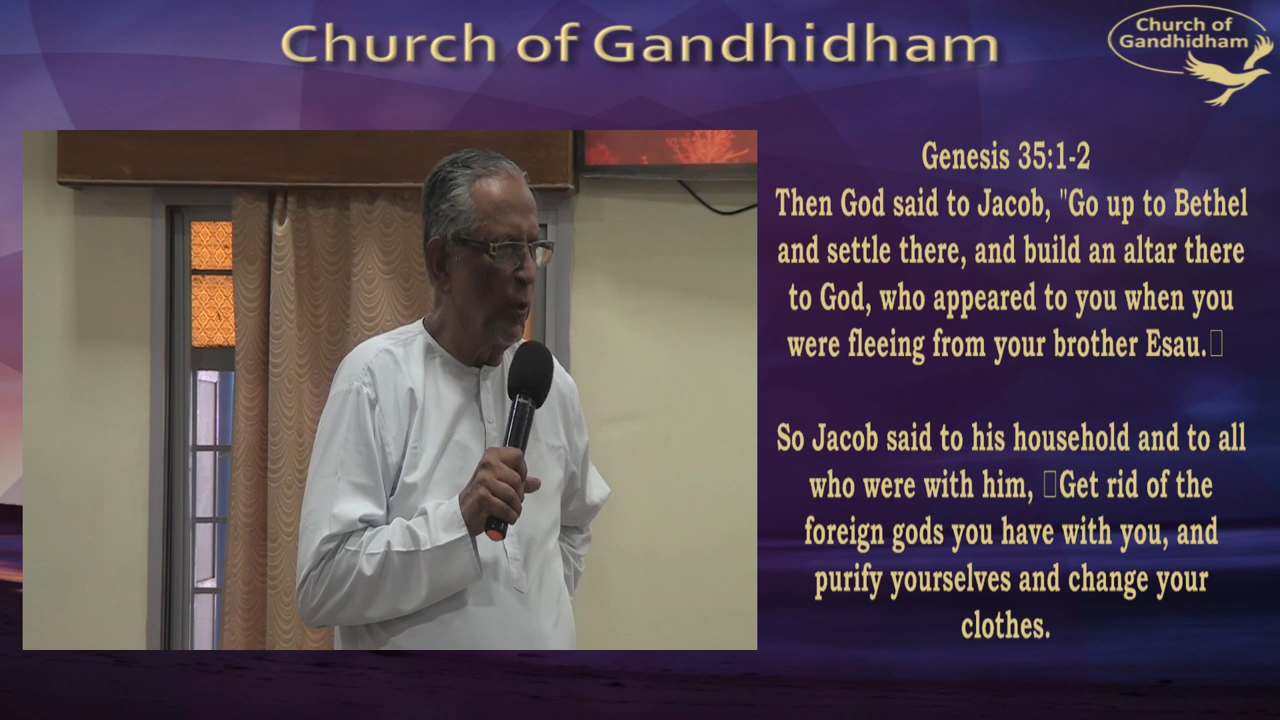 Church of Gandhidham
Church of
Gandhidham
Genesis 35:1-2
Then God said to Jacob, "Go up to Bethel
and settle there, and build an altar there
to God, who appeared to you when you
were fleeing from your brother Esau.▯
So Jacob said to his household and to all
who were with him, ▯Get rid of the
foreign gods you have with you, and
purify yourselves and change your
clothes.